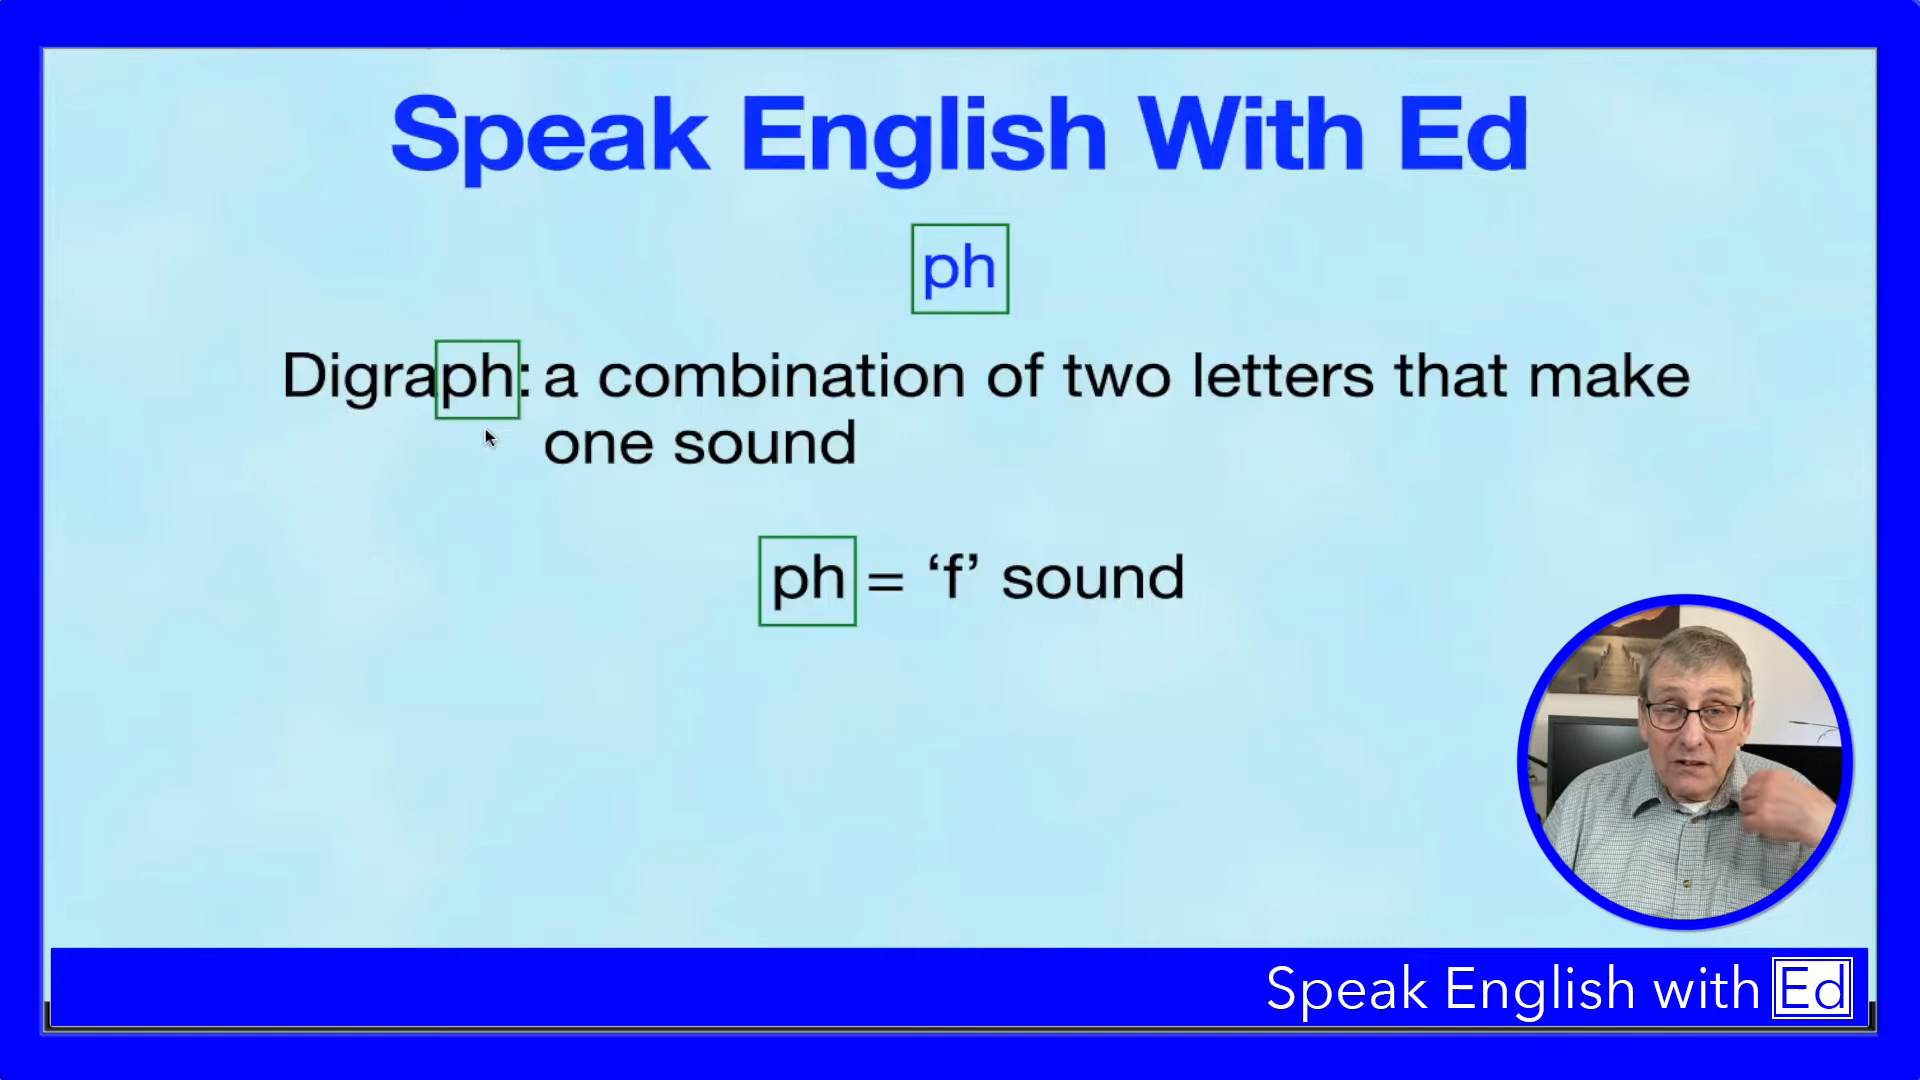 Speak English With Ed
ph
Digraph: a combination of two letters that make
one sound
ph = ‘f’ sound
Speak English with Ed